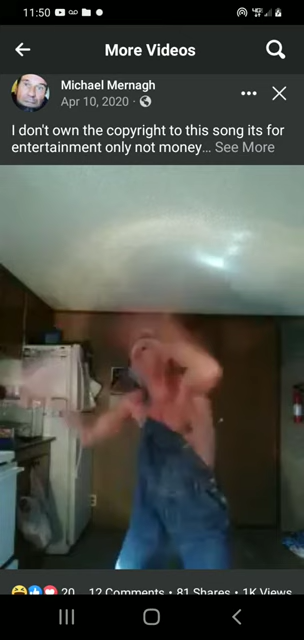 11:50
More Videos
Michael Mernagh
Apr 10, 2020 ·
I don't own the copyright to this song its for
entertainment only not money... See More
20 12 Comments • 81 Shares • 1K Views